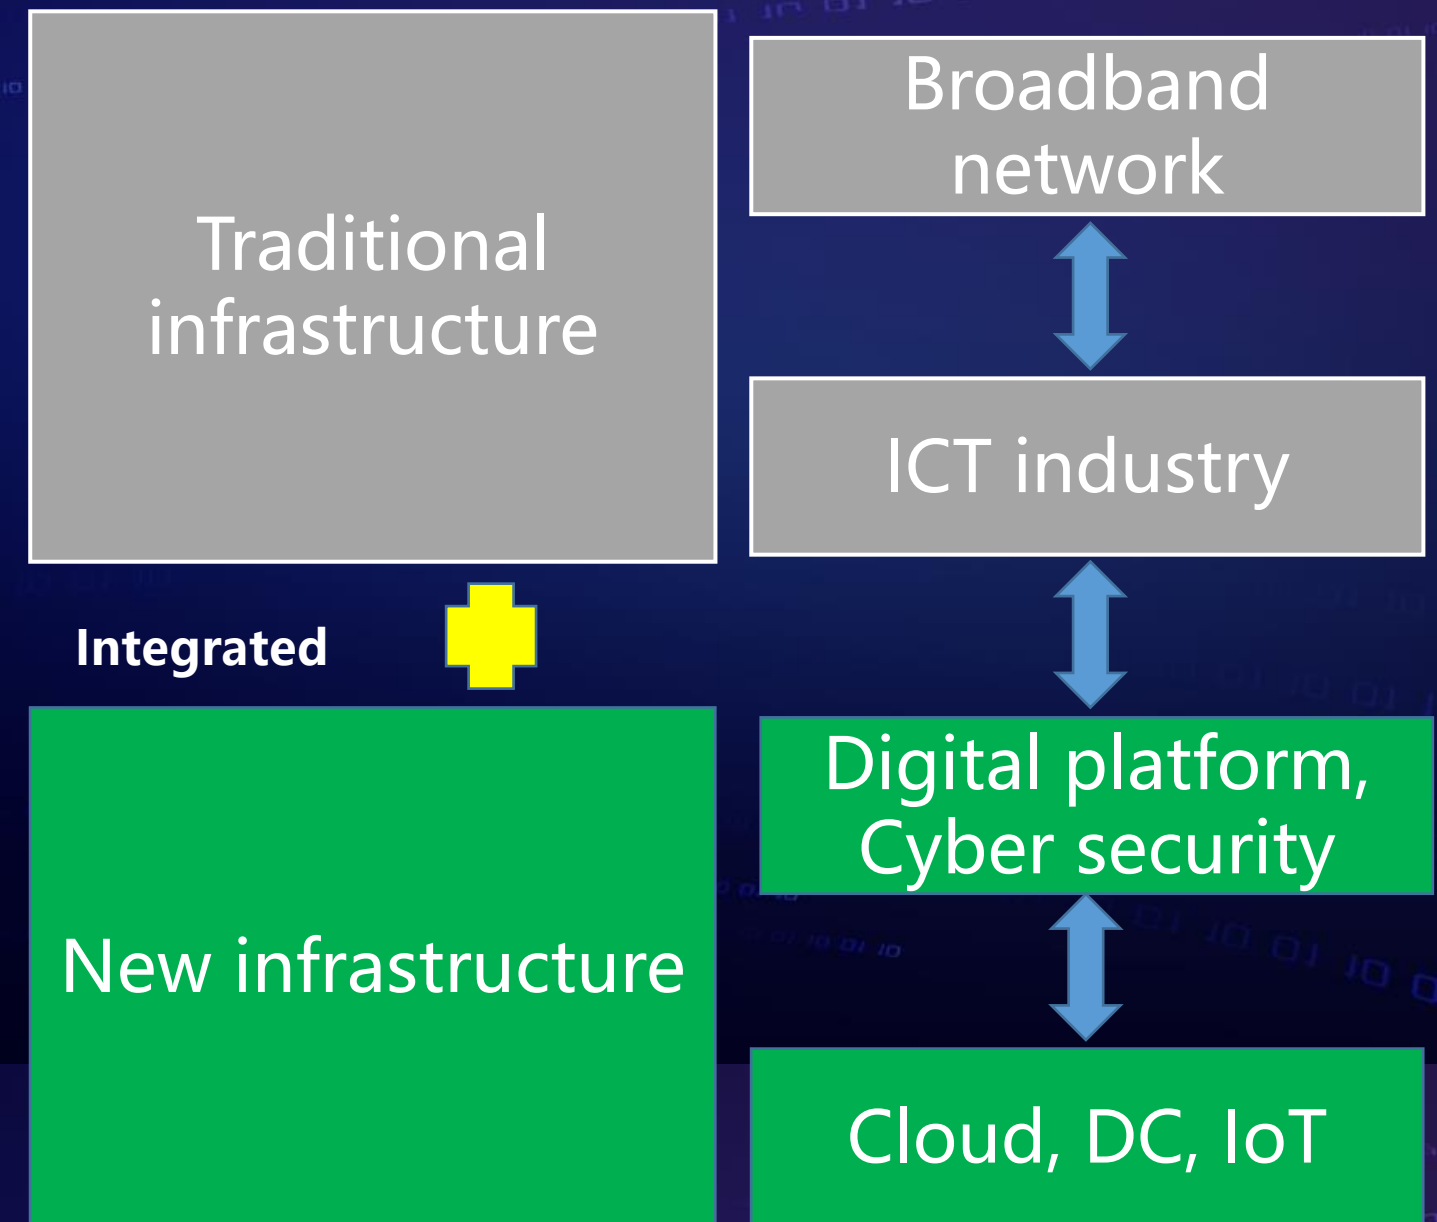 Traditional
infrastructure
Integrated
New infrastructure
Broadband
network
ICT industry
Digital platform,
Cyber security
Cloud, DC, IoT